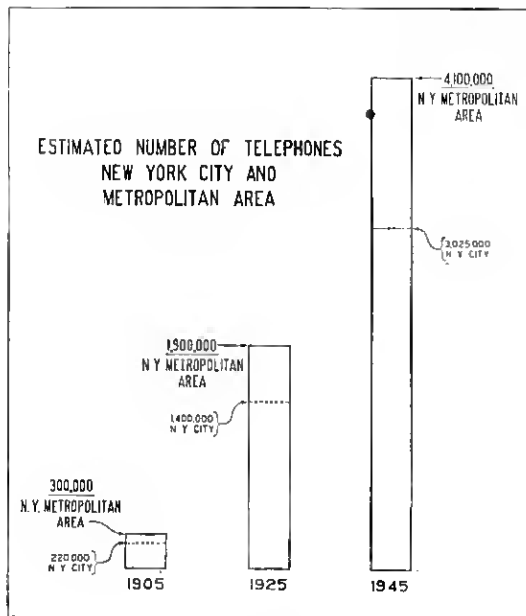 ESTIMATED NUMBER OF TELEPHONES
NEW YORK CITY AND
METROPOLITAN AREA
4,100,000
N Y METROPOLITAN
AREA
3,025,000
N Y CITY
1,900,000
N Y METROPOLITAN
AREA
1,400,000
N Y CITY
300,000
N.Y. METROPOLITAN
AREA
220,000
N Y CITY
1905
1925
1945